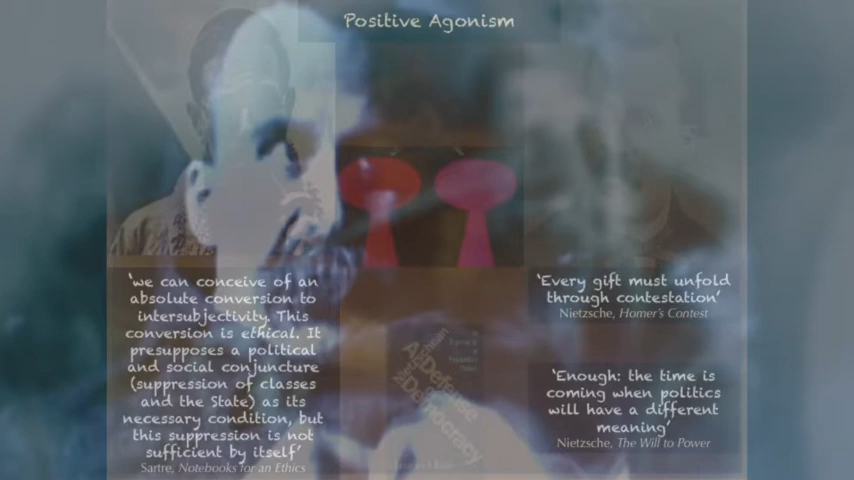 Positive Agonism
'we can conceive of an
absolute conversion to
intersubjectivity. This
conversion is ethical. It
presupposes a political
and social conjuncture
(suppression of classes
and the State) as its
necessary condition, but
this suppression is not
sufficient by itself'
Sartre, Notebooks for an Ethics
'Every gift must unfold
through contestation'
Nietzsche, Homer's Contest
'Enough: the time is
coming when politics
will have a different
meaning'
Nietzsche, The Will to Power
A Nietzschean
Defense
Democracy